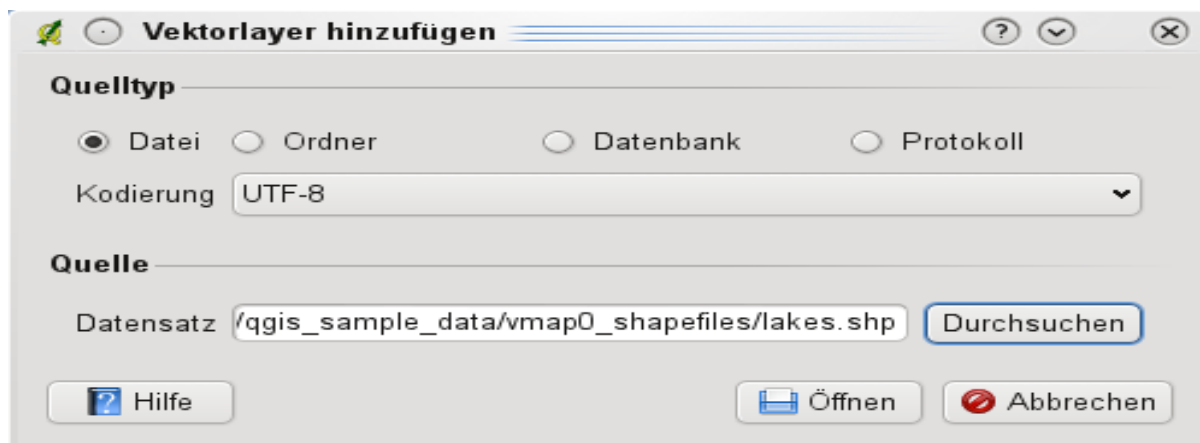 Vektorlayer hinzufügen
Quelltyp
Datei Ordner Datenbank Protokoll
Kodierung UTF-8
Quelle
Datensatz /qgis_sample_data/vmap0_shapefiles/lakes.shp Durchsuchen
Hilfe Öffnen Abbrechen